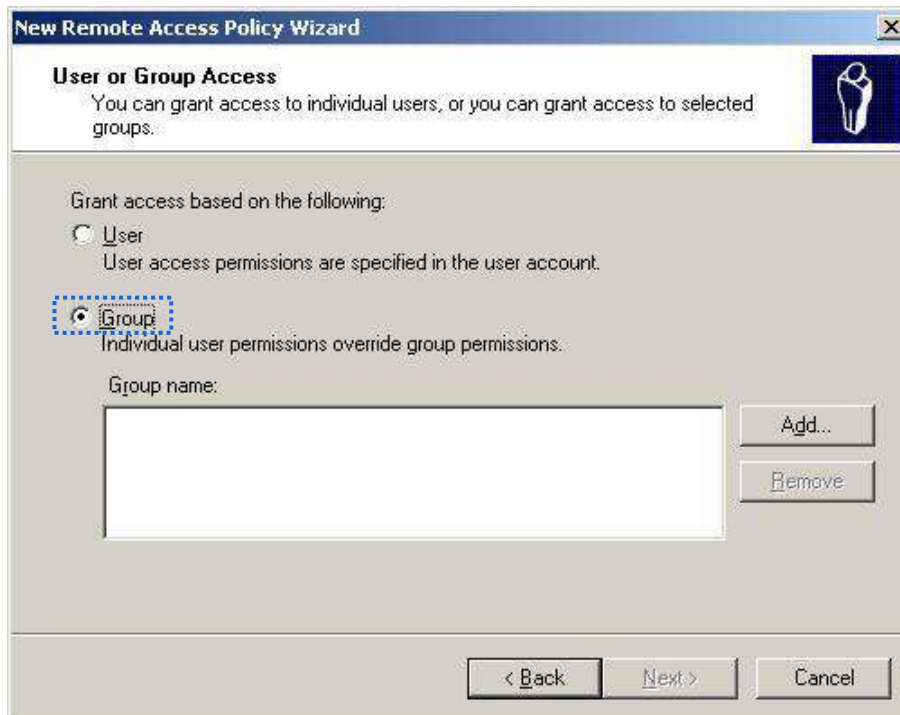 New Remote Access Policy Wizard
User or Group Access
You can grant access to individual users, or you can grant access to selected
groups.
Grant access based on the following:
User
User access permissions are specified in the user account.
Group
Individual user permissions override group permissions.
Group name:
Add...
Remove
< Back
Next >
Cancel